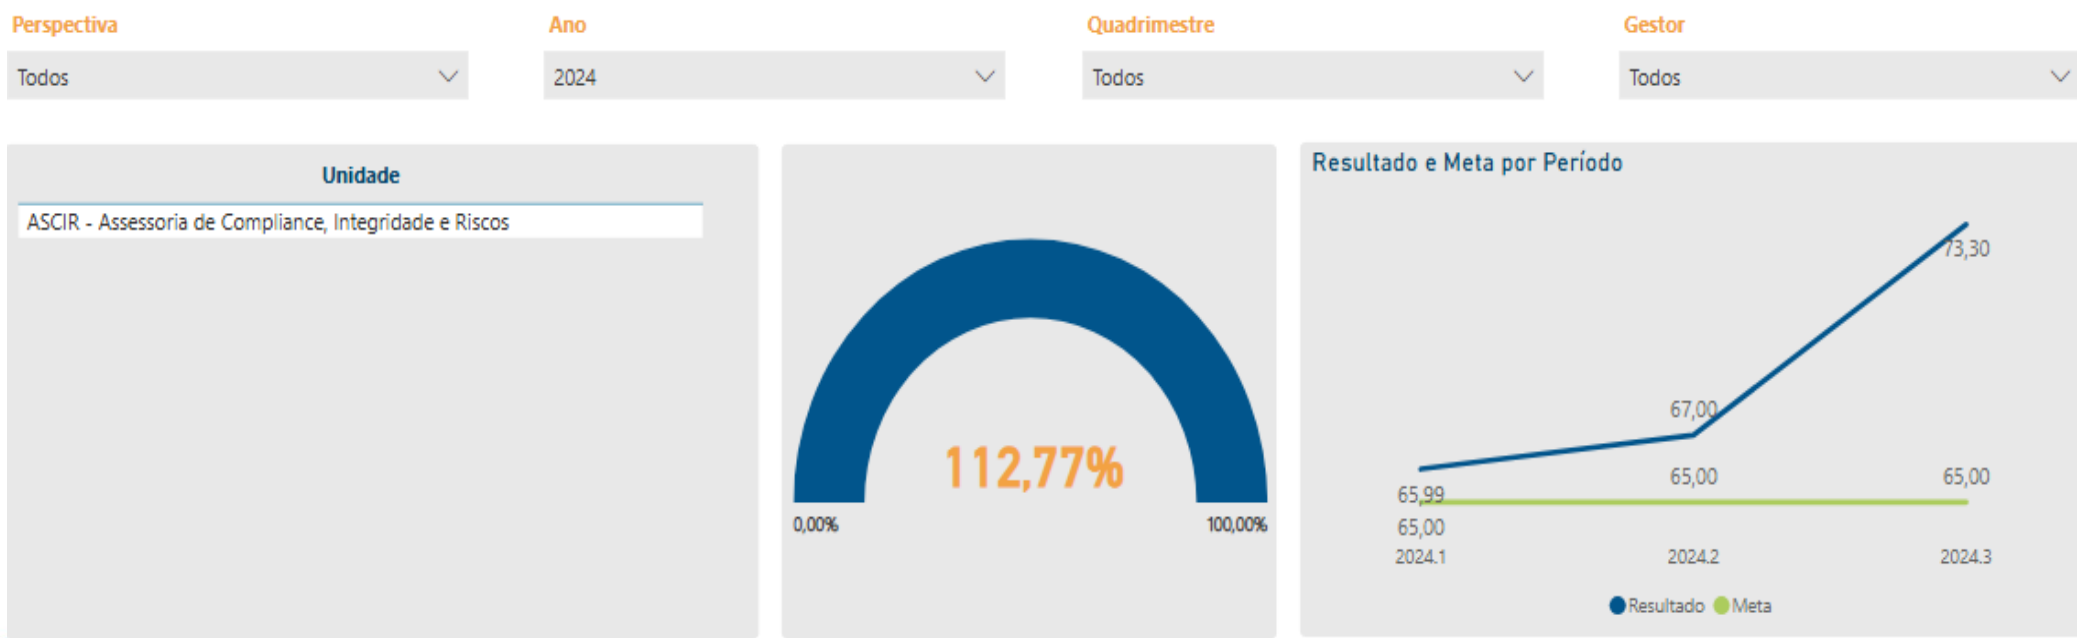 Perspectiva
Todos
Ano
2024
Quadrimestre
Todos
Gestor
Todos
Unidade
ASCIR - Assessoria de Compliance, Integridade e Riscos
112,77%
0,00%
100,00%
Resultado e Meta por Período
73,30
67,00
65,99
65,00
65,00
65,00
2024.1
2024.2
2024.3
Resultado
Meta